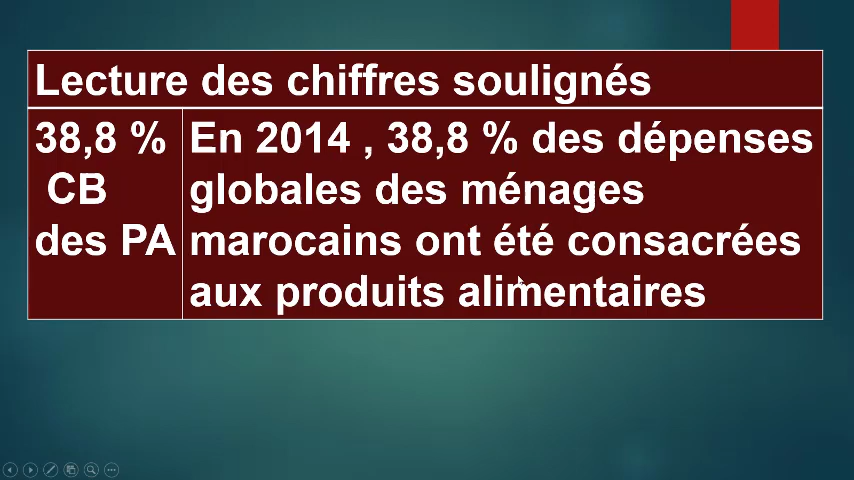 Lecture des chiffres soulignés
38,8 %
CB
des PA
En 2014 , 38,8 % des dépenses
globales des ménages
marocains ont été consacrées
aux produits alimentaires